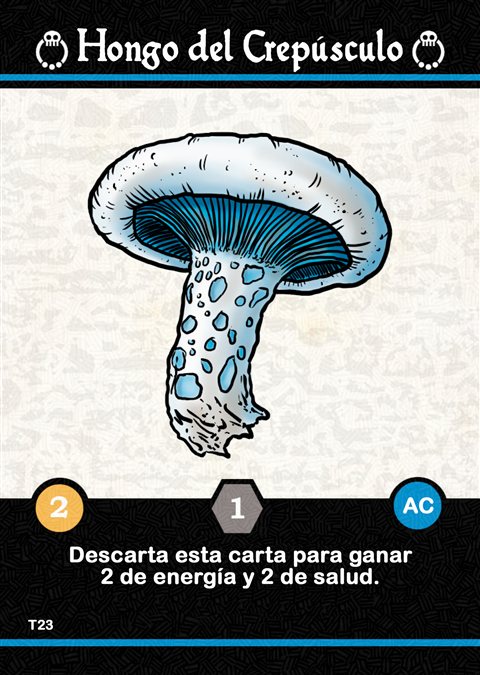 Hongo del Crepúsculo
2 1 AC
Descarta esta carta para ganar
2 de energía y 2 de salud.
T23